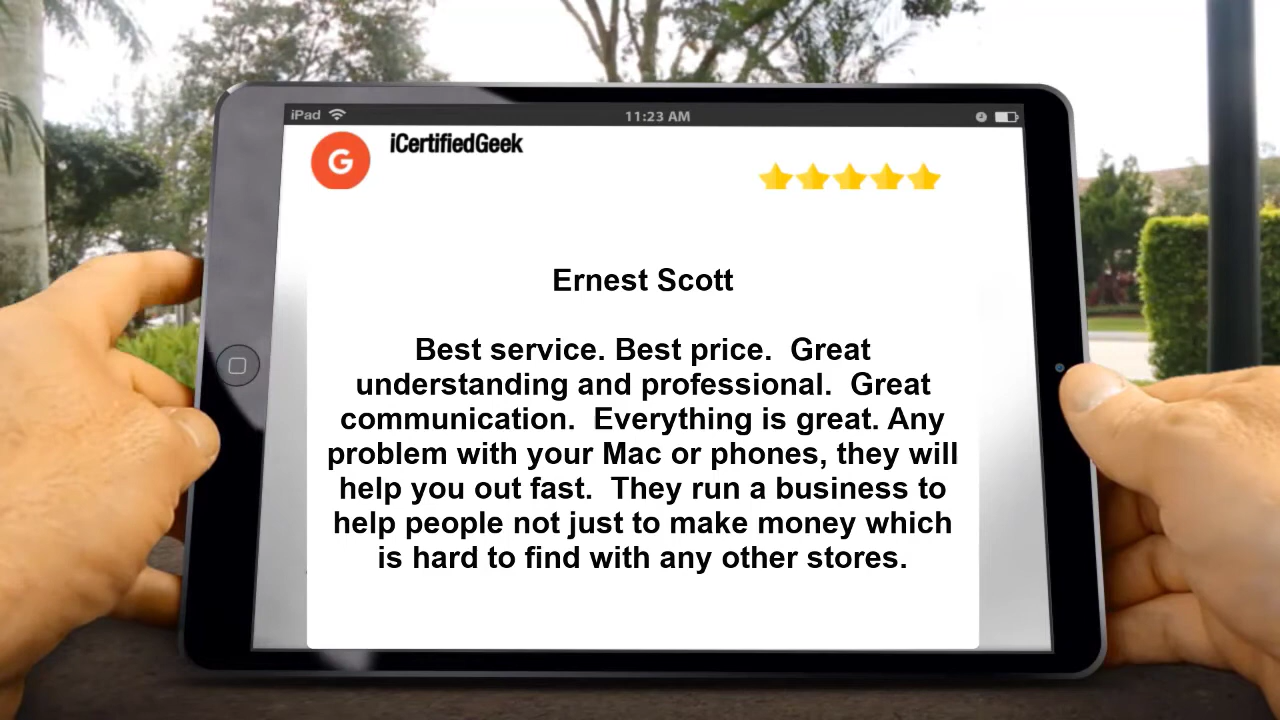 iPad
11:23 AM
G
iCertifiedGeek
Ernest Scott
Best service. Best price.  Great
understanding and professional.  Great
communication.  Everything is great. Any
problem with your Mac or phones, they will
help you out fast.  They run a business to
help people not just to make money which
is hard to find with any other stores.